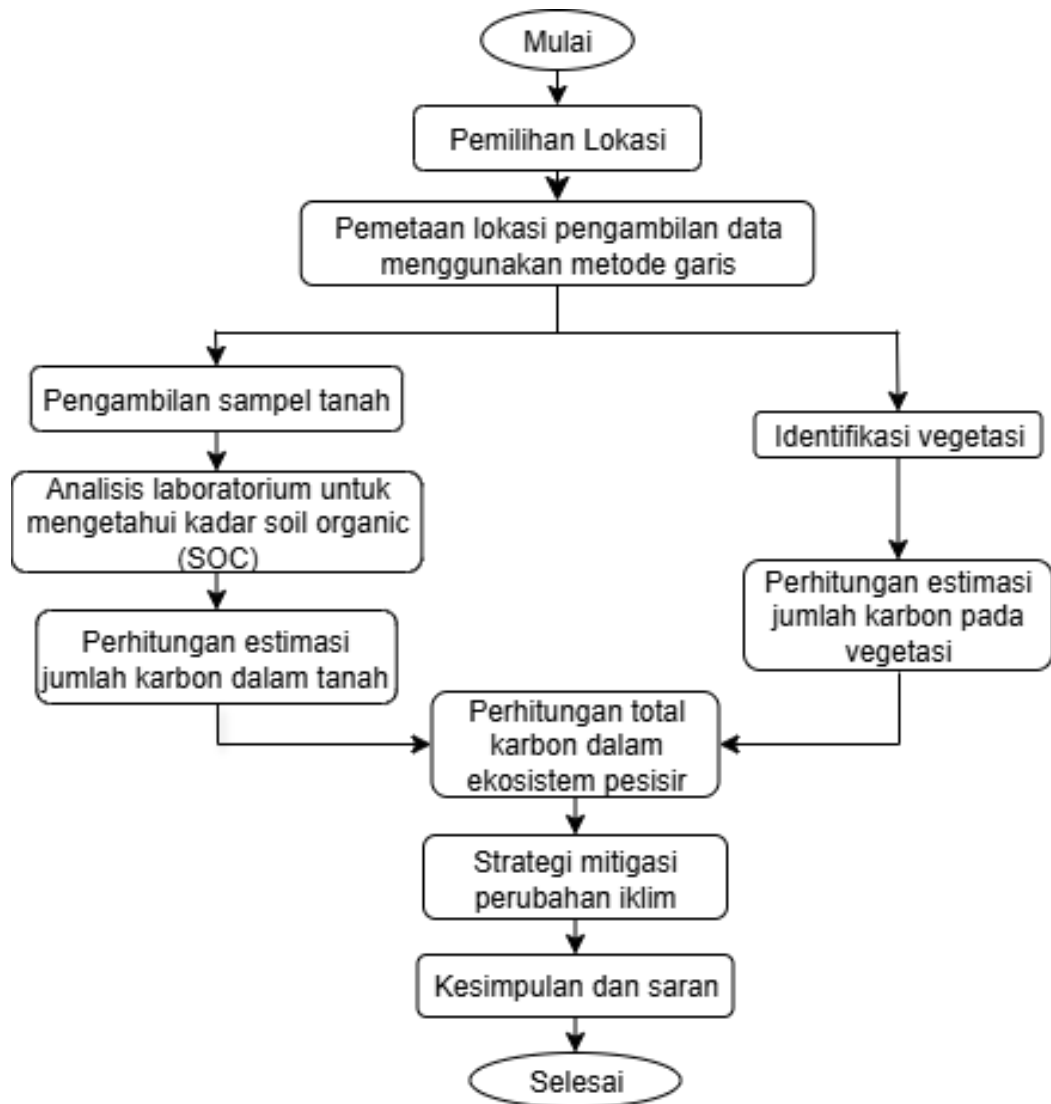 Mulai
Pemilihan Lokasi
Pemetaan lokasi pengambilan data
menggunakan metode garis
Pengambilan sampel tanah
Analisis laboratorium untuk
mengetahui kadar soil organic
(SOC)
Perhitungan estimasi
jumlah karbon dalam tanah
Identifikasi vegetasi
Perhitungan estimasi
jumlah karbon pada
vegetasi
Perhitungan total
karbon dalam
ekosistem pesisir
Strategi mitigasi
perubahan iklim
Kesimpulan dan saran
Selesai